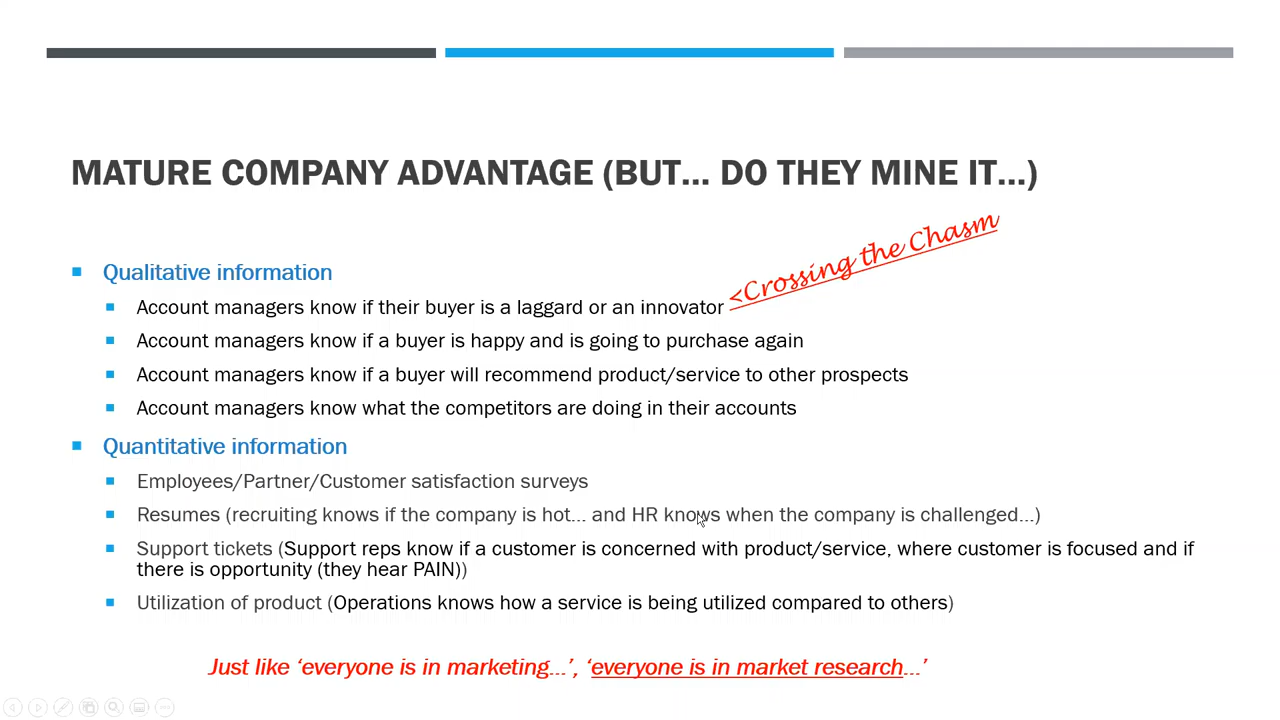 MATURE COMPANY ADVANTAGE (BUT... DO THEY MINE IT...)
<Crossing the Chasm
Qualitative information
Account managers know if their buyer is a laggard or an innovator
Account managers know if a buyer is happy and is going to purchase again
Account managers know if a buyer will recommend product/service to other prospects
Account managers know what the competitors are doing in their accounts
Quantitative information
Employees/Partner/Customer satisfaction surveys
Resumes (recruiting knows if the company is hot... and HR knows when the company is challenged...)
Support tickets (Support reps know if a customer is concerned with product/service, where customer is focused and if
there is opportunity (they hear PAIN))
Utilization of product (Operations knows how a service is being utilized compared to others)
Just like ‘everyone is in marketing...’, ‘everyone is in market research...’